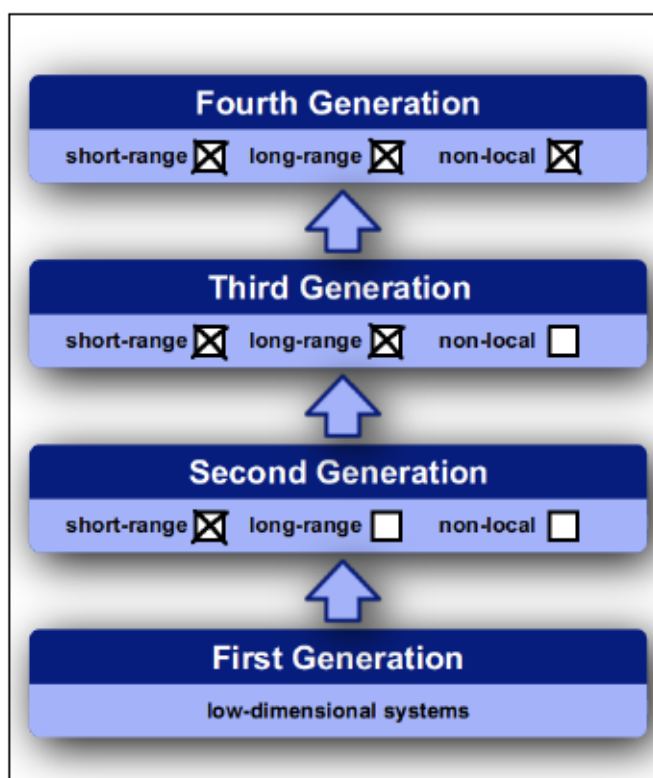 Fourth Generation
short-range long-range non-local
Third Generation
short-range long-range non-local
Second Generation
short-range long-range non-local
First Generation
low-dimensional systems